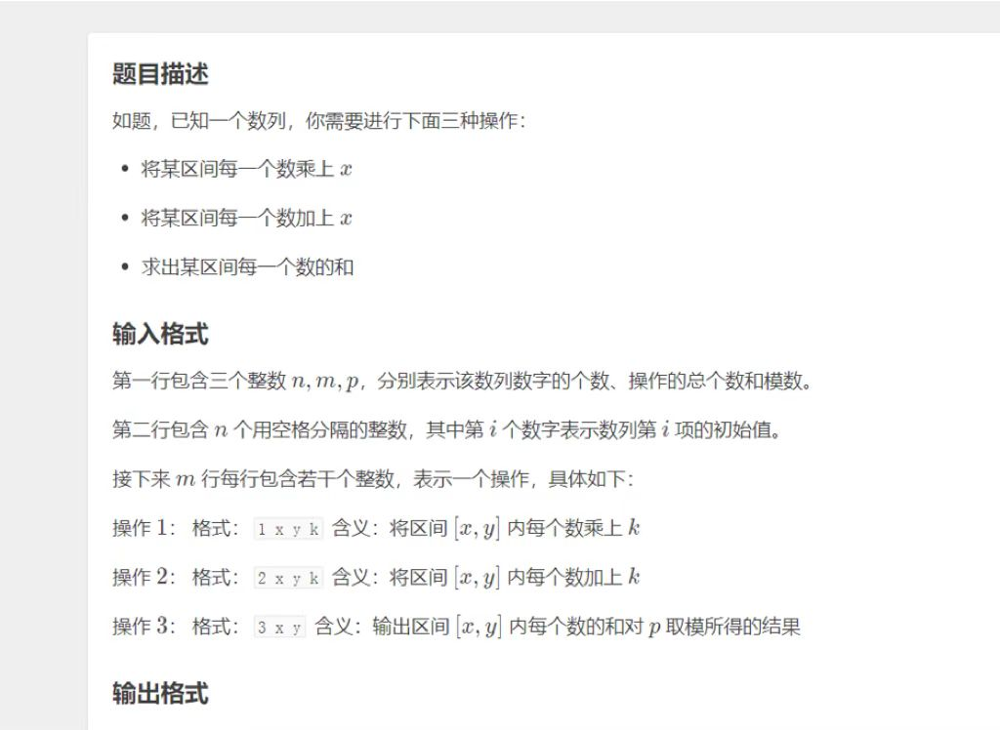 题目描述
如题，已知一个数列，你需要进行下面三种操作：
• 将某区间每一个数乘上 x
• 将某区间每一个数加上 x
• 求出某区间每一个数的和
输入格式
第一行包含三个整数 n, m, p，分别表示该数列数字的个数、操作的总个数和模数。
第二行包含 n 个用空格分隔的整数，其中第 i 个数字表示数列第 i 项的初始值。
接下来 m 行每行包含若干个整数，表示一个操作，具体如下：
操作 1： 格式： 1 x y k 含义：将区间 [x, y] 内每个数乘上 k
操作 2： 格式： 2 x y k 含义：将区间 [x, y] 内每个数加上 k
操作 3： 格式： 3 x y 含义：输出区间 [x, y] 内每个数的和对 p 取模所得的结果
输出格式